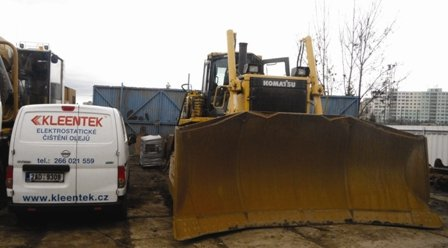 KLEENTEK
ELEKTROSTATICKÉ
ČIŠTĚNÍ OLEJŮ
tel.: 266 021 559
www.kleentek.cz
KOMATSU